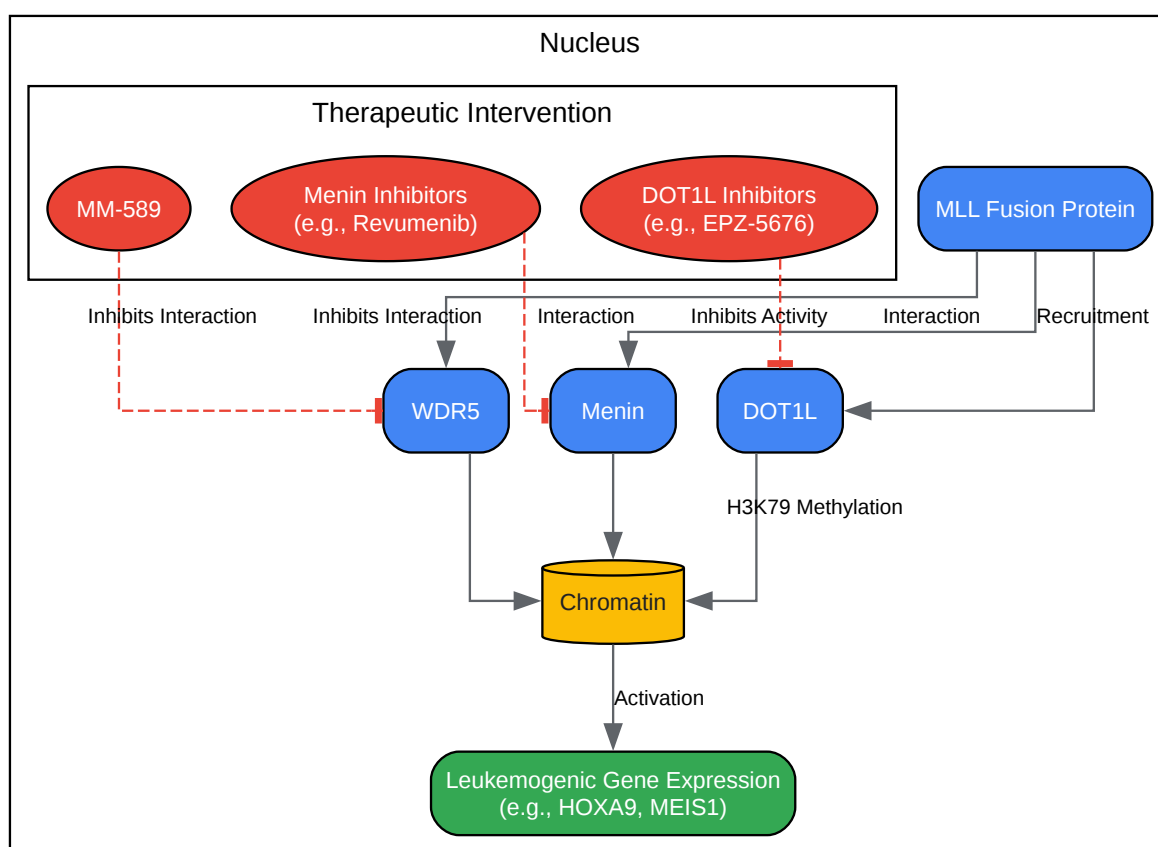 Nucleus
Therapeutic Intervention
MM-589
Menin Inhibitors
(e.g., Revumenib)
DOT1L Inhibitors
(e.g., EPZ-5676)
MLL Fusion Protein
Inhibits Interaction
Inhibits Interaction
Interaction
Inhibits Activity
Interaction
Recruitment
WDR5
Menin
DOT1L
H3K79 Methylation
Chromatin
Activation
Leukemogenic Gene Expression
(e.g., HOXA9, MEIS1)